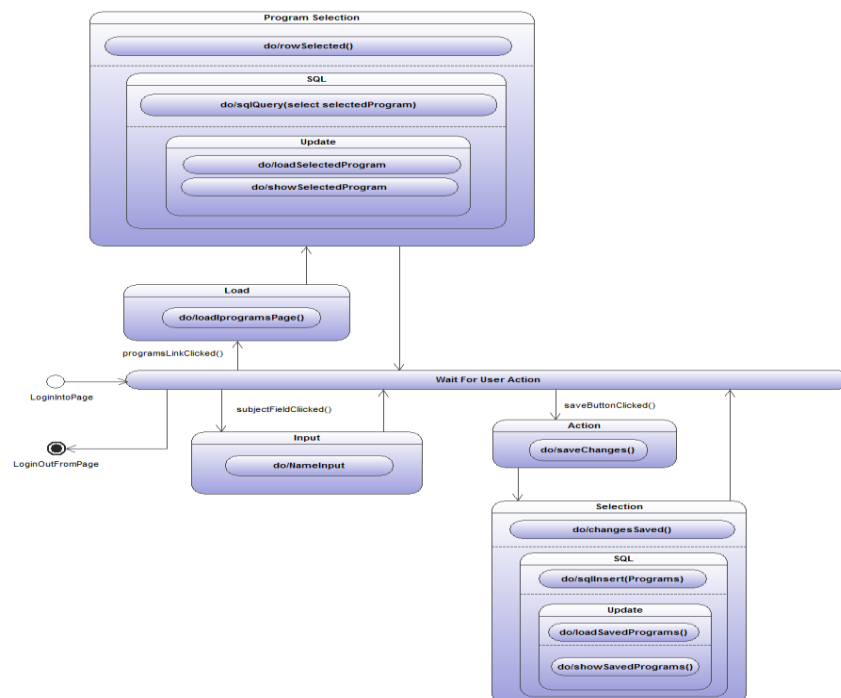 Program Selection
do/rowSelected()
SQL
do/sqlQuery(select selectedProgram)
Update
do/loadSelectedProgram
do/showSelectedProgram
Load
do/loadIprogramsPage()
programsLinkClicked()
Wait For User Action
LoginIntoPage
subjectFieldClicked()
saveButtonClicked()
Input
do/NameInput
Action
do/saveChanges()
LoginOutFromPage
Selection
do/changesSaved()
SQL
do/sqlInsert(Programs)
Update
do/loadSavedPrograms()
do/showSavedPrograms()